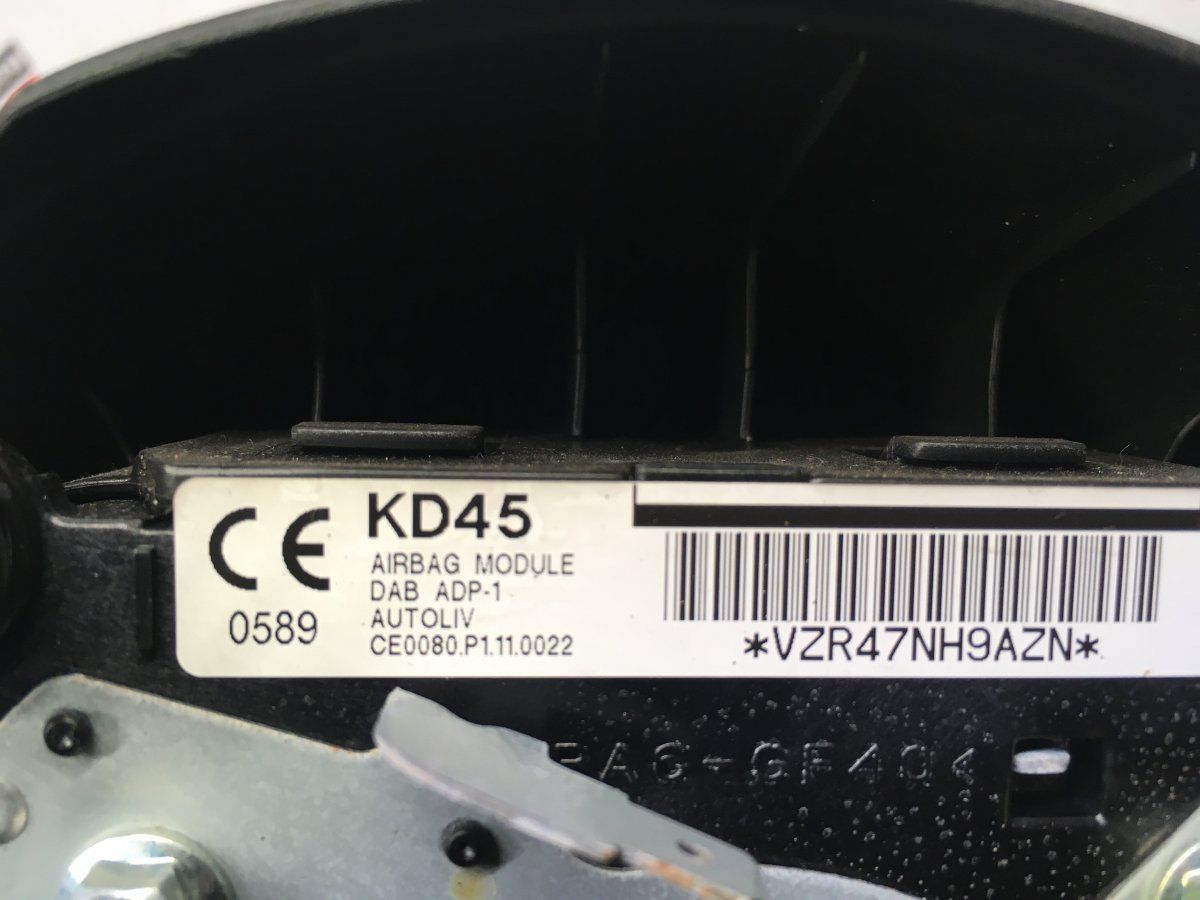 CE
0589
KD45
AIRBAG MODULE
DAB ADP-1
AUTOLIV
CE0080.P1.11.0022
*VZR47NH9AZN*